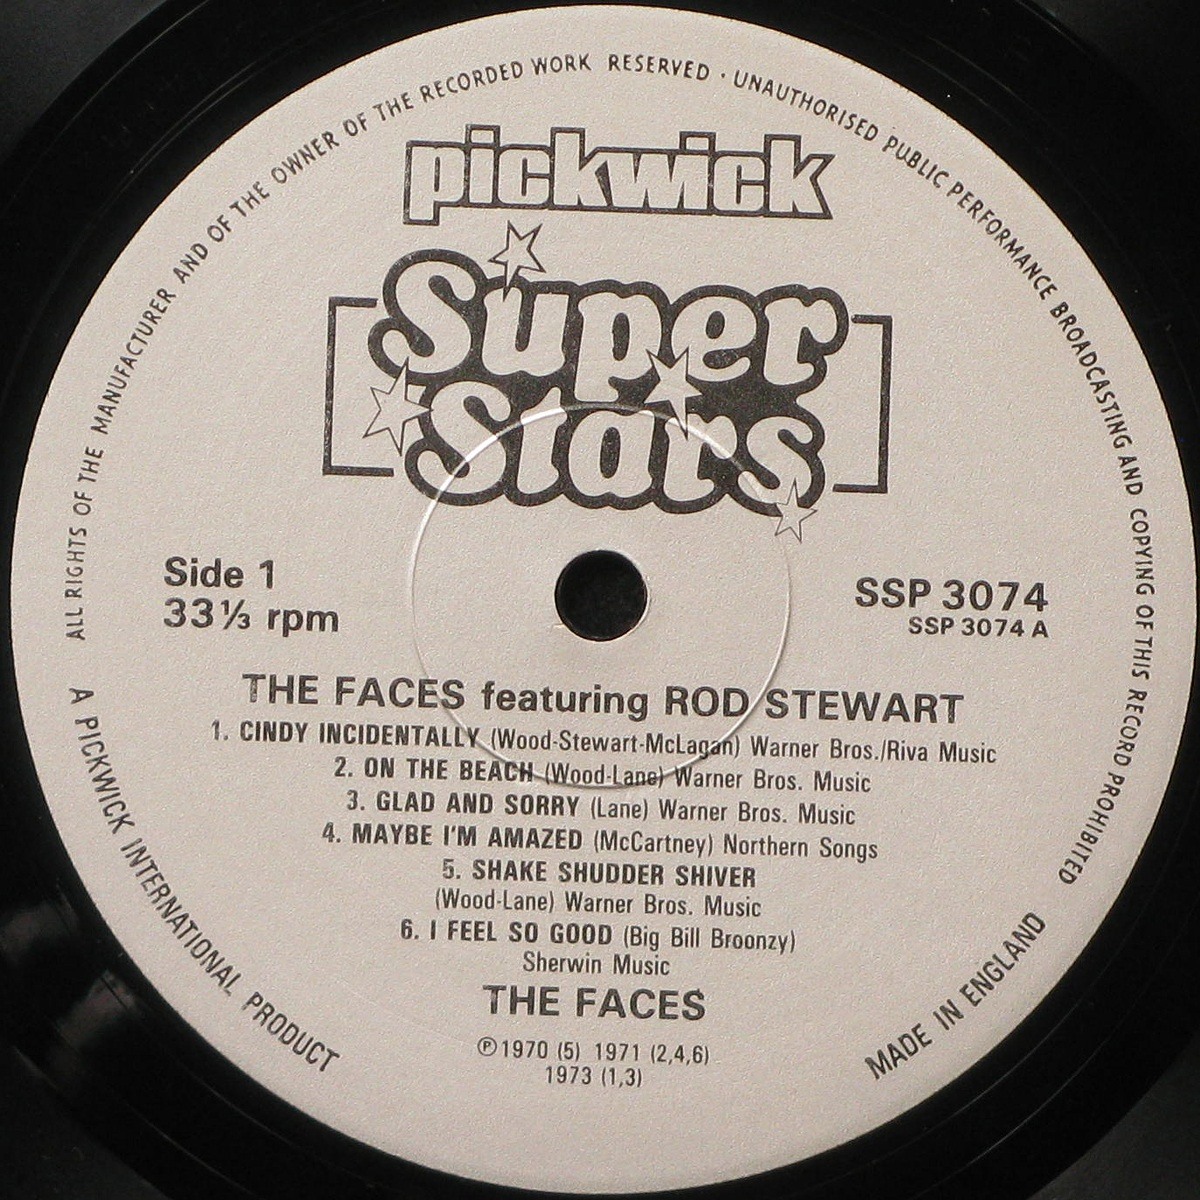 ALL RIGHTS OF THE MANUFACTURER AND OF THE OWNER OF THE RECORDED WORK RESERVED · UNAUTHORISED PUBLIC PERFORMANCE BROADCASTING AND COPYING OF THIS RECORD PROHIBITED
pickwick
Super
Stars
Side 1
33⅓ rpm
SSP 3074
SSP 3074 A
THE FACES featuring ROD STEWART
1. CINDY INCIDENTALLY (Wood-Stewart-McLagan) Warner Bros./Riva Music
2. ON THE BEACH (Wood-Lane) Warner Bros. Music
3. GLAD AND SORRY (Lane) Warner Bros. Music
4. MAYBE I'M AMAZED (McCartney) Northern Songs
5. SHAKE SHUDDER SHIVER
(Wood-Lane) Warner Bros. Music
6. I FEEL SO GOOD (Big Bill Broonzy)
Sherwin Music
THE FACES
℗1970 (5) 1971 (2,4,6)
1973 (1,3)
A PICKWICK INTERNATIONAL PRODUCT
MADE IN ENGLAND